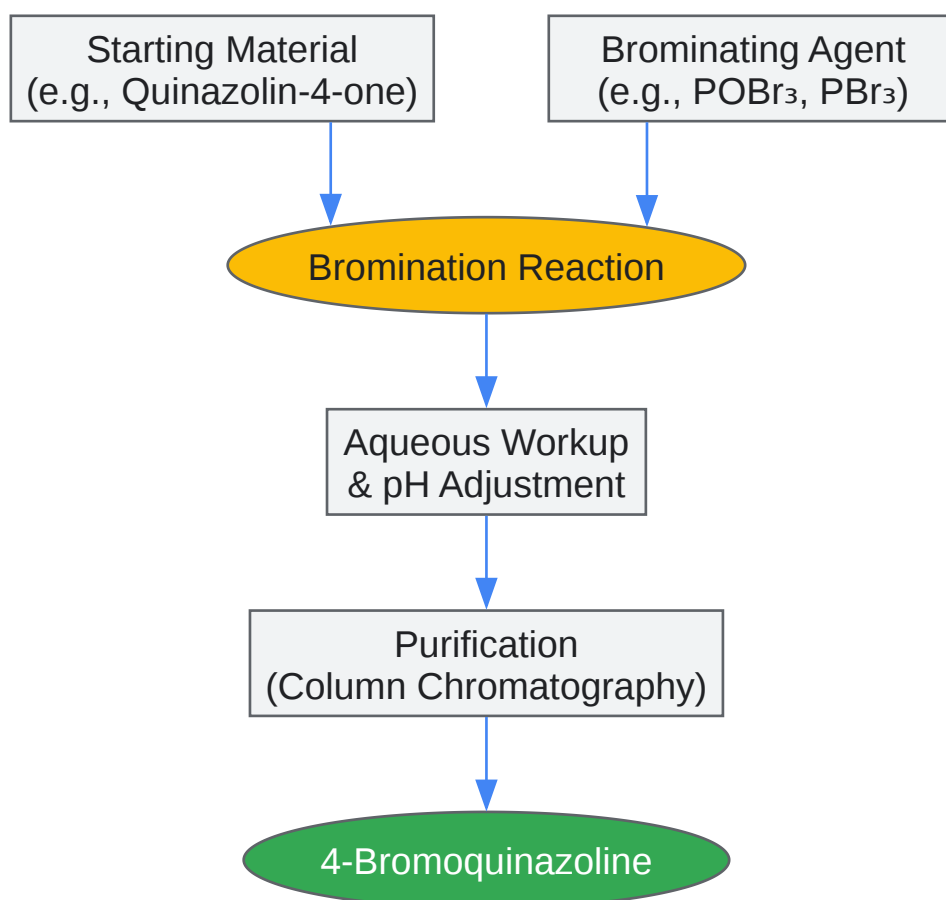 Starting Material
(e.g., Quinazolin-4-one)
Brominating Agent
(e.g., POBr₃, PBr₃)
Bromination Reaction
Aqueous Workup
& pH Adjustment
Purification
(Column Chromatography)
4-Bromoquinazoline